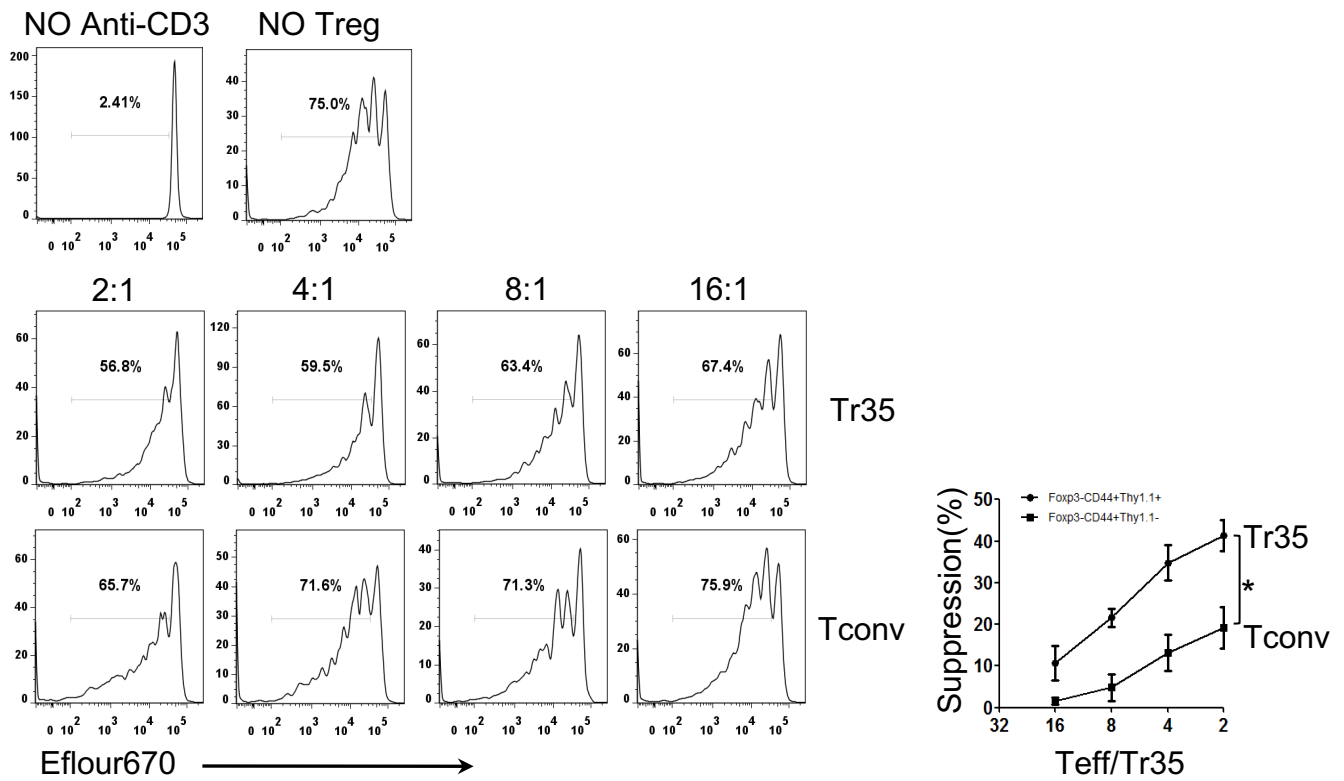 NO Anti-CD3 NO Treg
200
150
100
50
0
2.41%
0 10^2 10^3 10^4 10^5
40
30
20
10
0
75.0%
0 10^2 10^3 10^4 10^5
2:1 4:1 8:1 16:1
60
40
20
0
56.8%
0 10^2 10^3 10^4 10^5
120
90
60
30
0
59.5%
0 10^2 10^3 10^4 10^5
80
60
40
20
0
63.4%
0 10^2 10^3 10^4 10^5
80
60
40
20
0
67.4%
0 10^2 10^3 10^4 10^5
Tr35
60
40
20
0
65.7%
0 10^2 10^3 10^4 10^5
50
40
30
20
10
0
71.6%
0 10^2 10^3 10^4 10^5
40
30
20
10
0
71.3%
0 10^2 10^3 10^4 10^5
60
40
20
0
75.9%
0 10^2 10^3 10^4 10^5
Tconv
Eflour670
Suppression(%)
50
40
30
20
10
0
Foxp3-CD44+Thy1.1+
Foxp3-CD44+Thy1.1-
Tr35
*
Tconv
32 16 8 4 2
Teff/Tr35